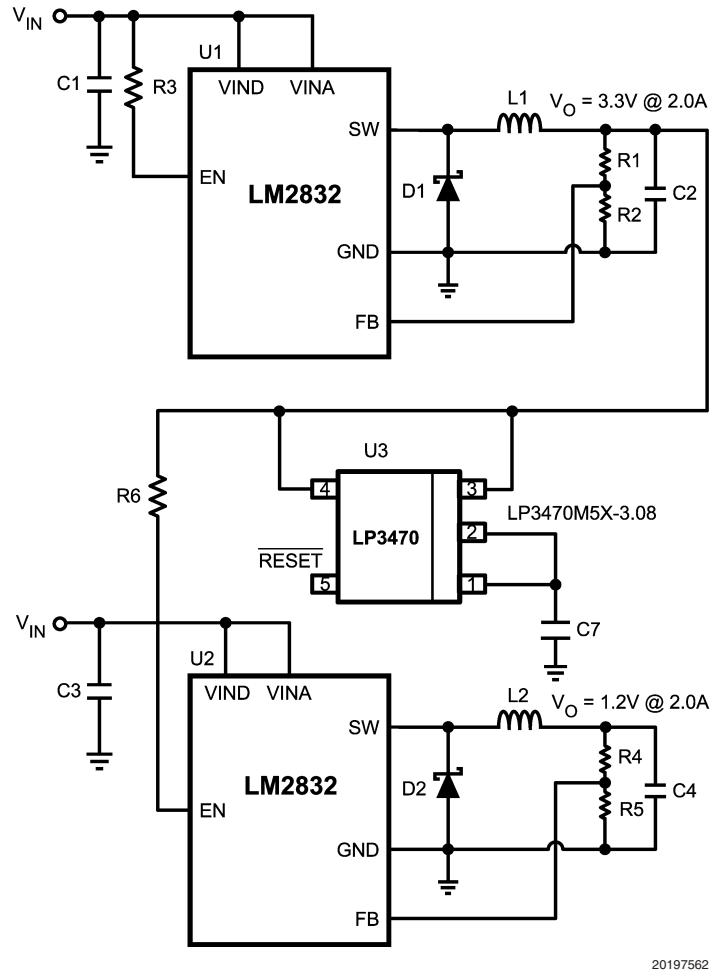 VIN
C1
R3
U1
VIND VINA
EN
LM2832
SW
GND
FB
D1
L1
VO = 3.3V @ 2.0A
R1
R2
C2
R6
U3
4
3
LP3470
2
LP3470M5X-3.08
RESET
5
1
C7
VIN
C3
U2
VIND VINA
EN
LM2832
SW
GND
FB
D2
L2
VO = 1.2V @ 2.0A
R4
R5
C4
20197562